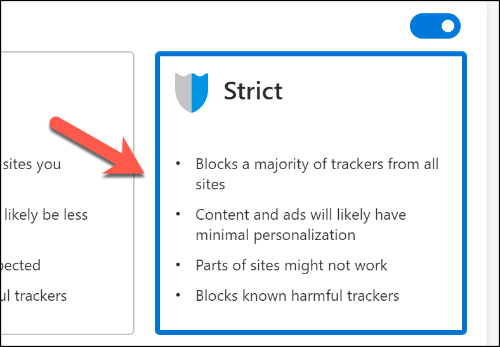 Strict
sites you
likely be less
pected
ul trackers
• Blocks a majority of trackers from all
sites
• Content and ads will likely have
minimal personalization
• Parts of sites might not work
• Blocks known harmful trackers